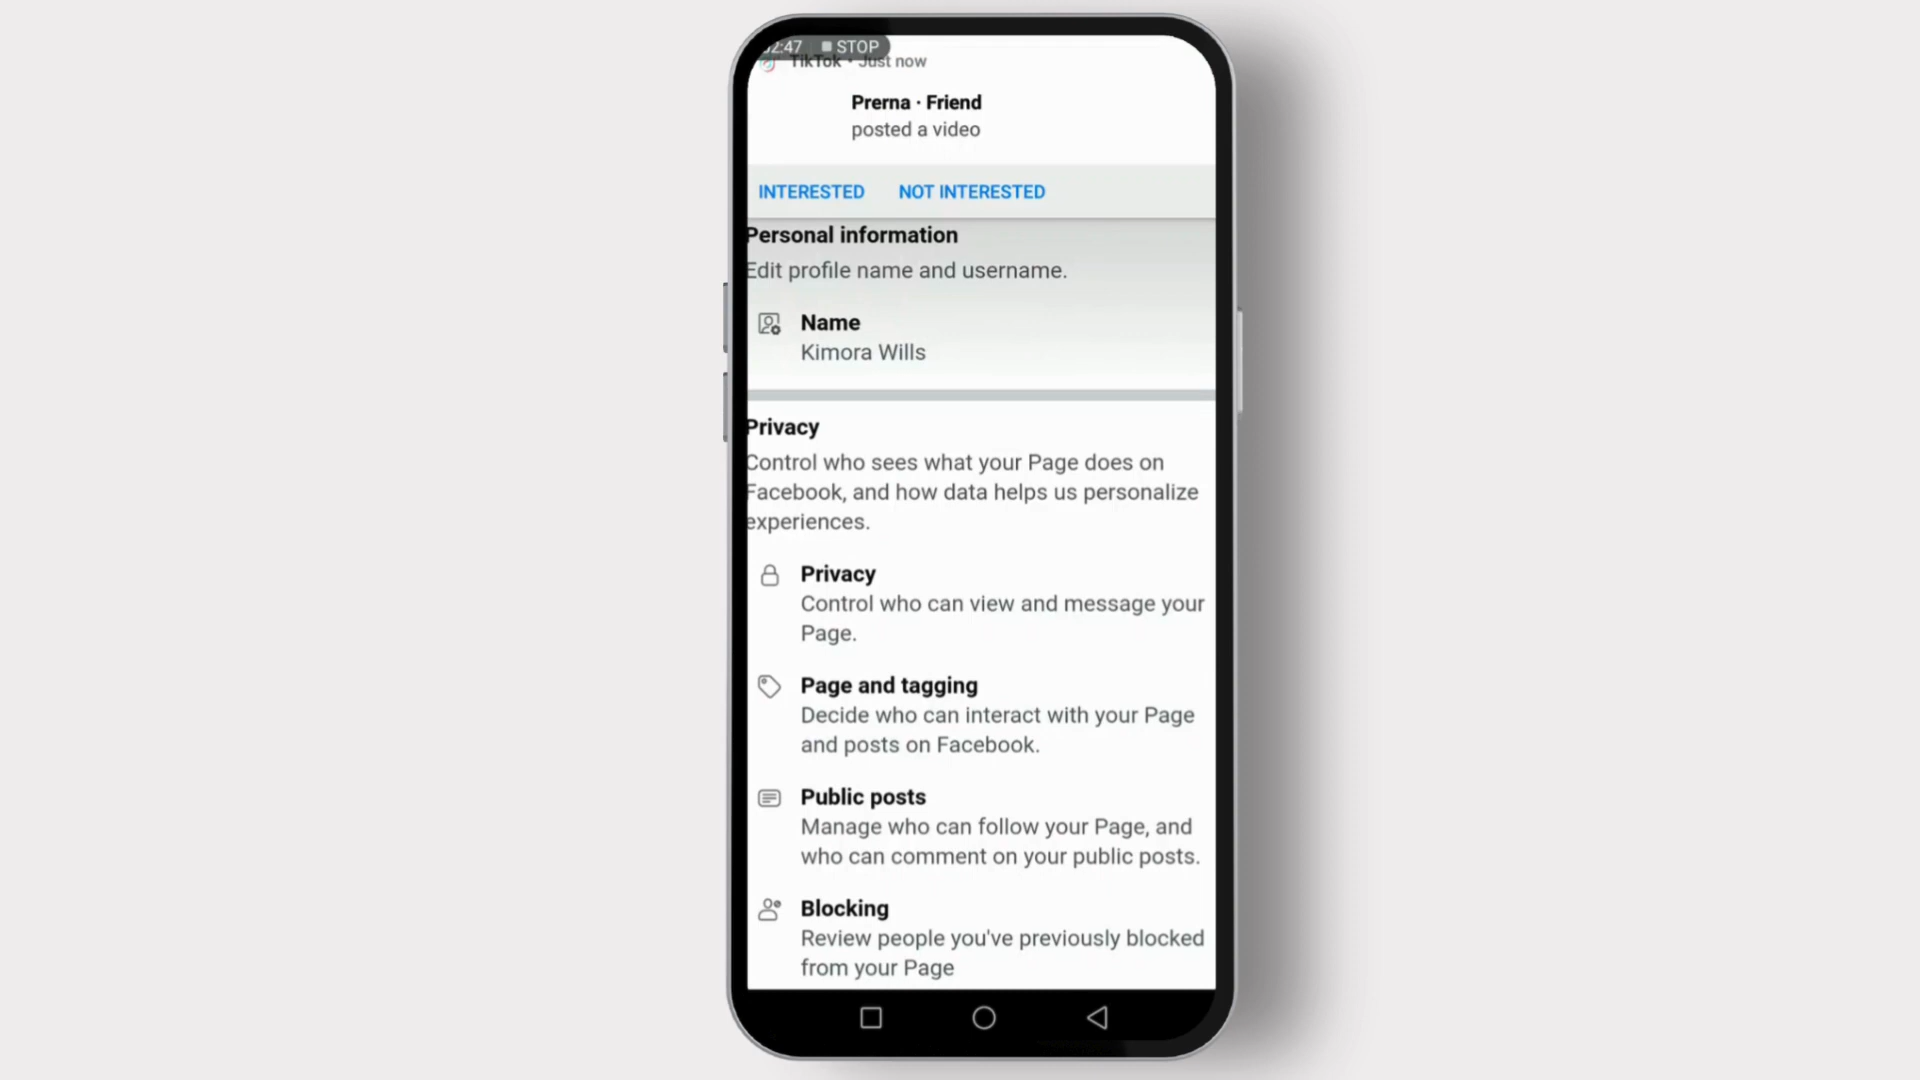 2:47 STOP
TikTok · Just now
Prerna · Friend
posted a video
INTERESTED NOT INTERESTED
Personal information
Edit profile name and username.
Name
Kimora Wills
Privacy
Control who sees what your Page does on
Facebook, and how data helps us personalize
experiences.
Privacy
Control who can view and message your
Page.
Page and tagging
Decide who can interact with your Page
and posts on Facebook.
Public posts
Manage who can follow your Page, and
who can comment on your public posts.
Blocking
Review people you've previously blocked
from your Page